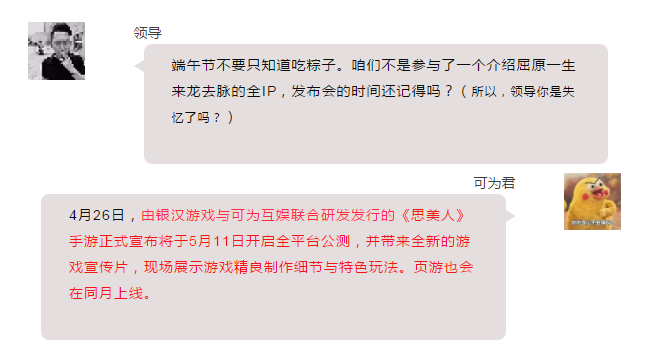 领导
端午节不要只知道吃粽子。咱们不是参与了一个介绍屈原一生
来龙去脉的全IP，发布会的时间还记得吗？（所以，领导你是失
忆了吗？）
可为君
4月26日，由银汉游戏与可为互娱联合研发发行的《思美人》
手游正式宣布将于5月11日开启全平台公测，并带来全新的游
戏宣传片，现场展示游戏精良制作细节与特色玩法。页游也会
在同月上线。